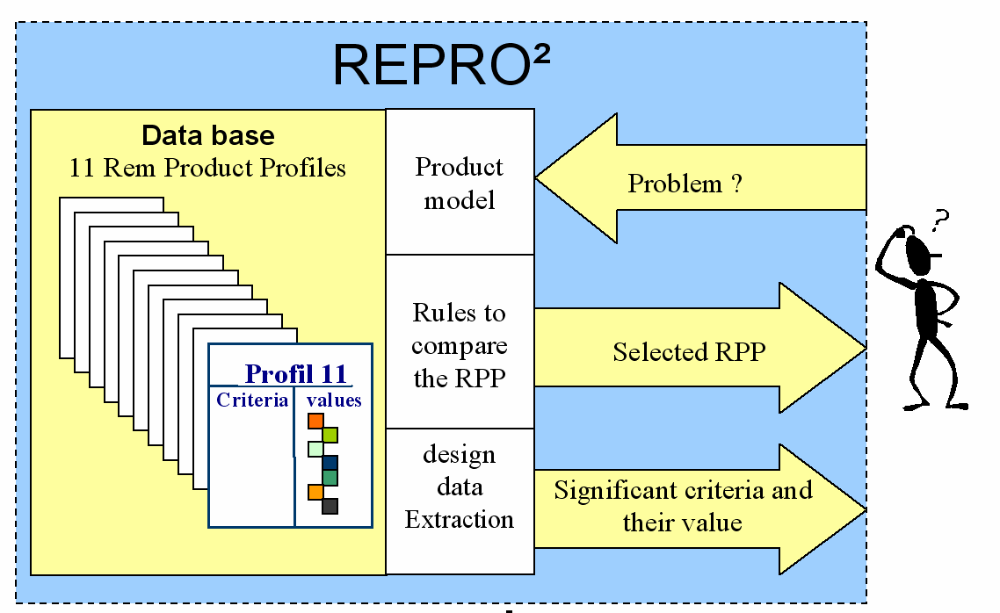 REPRO²
Data base
11 Rem Product Profiles
Profil 11
Criteria values
Product
model
Rules to
compare
the RPP
design
data
Extraction
Problem ?
Selected RPP
Significant criteria and
their value
?